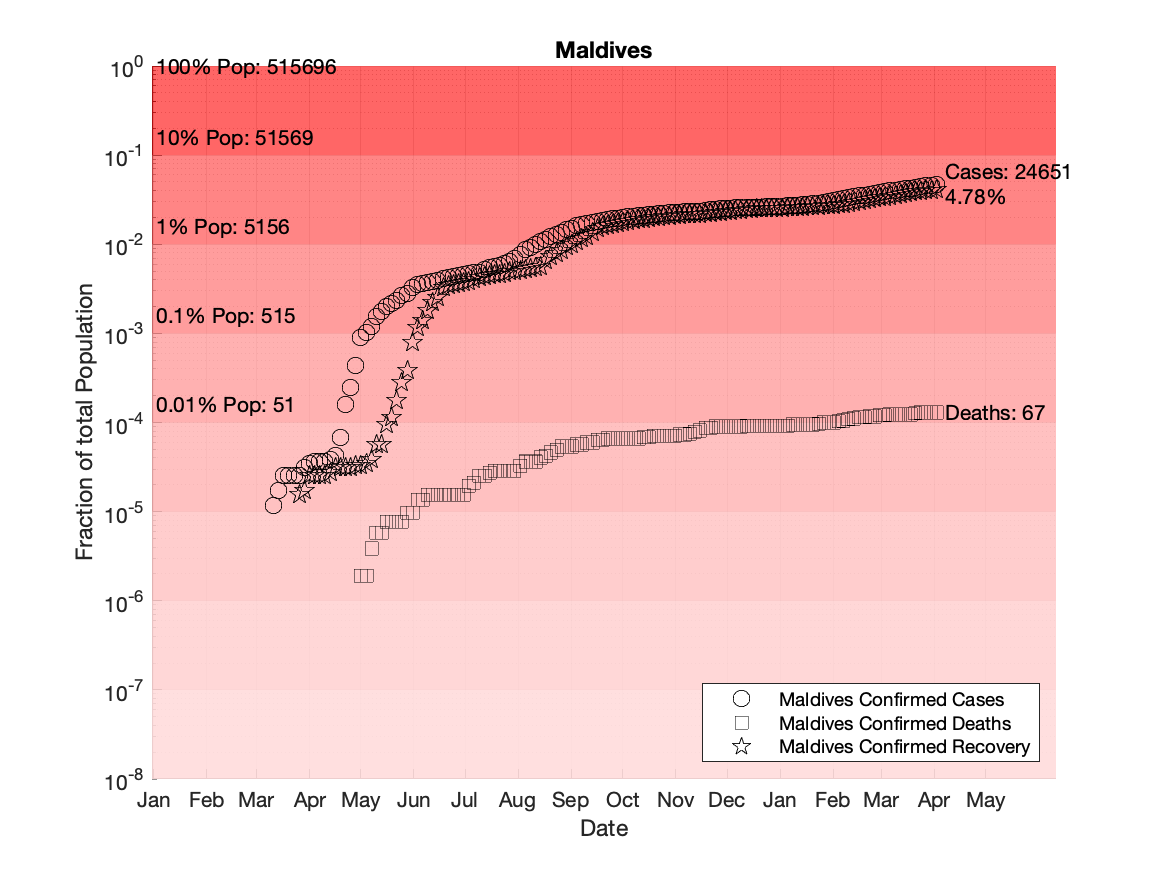 Maldives
10^0
100% Pop: 515696
10% Pop: 51569
10^-1
Cases: 24651
4.78%
1% Pop: 5156
10^-2
0.1% Pop: 515
10^-3
0.01% Pop: 51
10^-4
Deaths: 67
10^-5
10^-6
10^-7
10^-8
Fraction of total Population
Maldives Confirmed Cases
Maldives Confirmed Deaths
Maldives Confirmed Recovery
Jan Feb Mar Apr May Jun Jul Aug Sep Oct Nov Dec Jan Feb Mar Apr May
Date